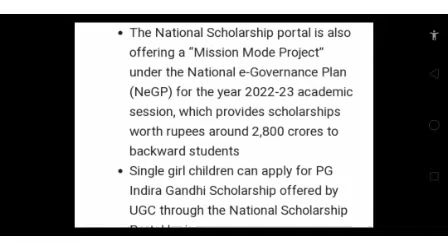 • The National Scholarship portal is also
offering a “Mission Mode Project”
under the National e-Governance Plan
(NeGP) for the year 2022-23 academic
session, which provides scholarships
worth rupees around 2,800 crores to
backward students
• Single girl children can apply for PG
Indira Gandhi Scholarship offered by
UGC through the National Scholarship